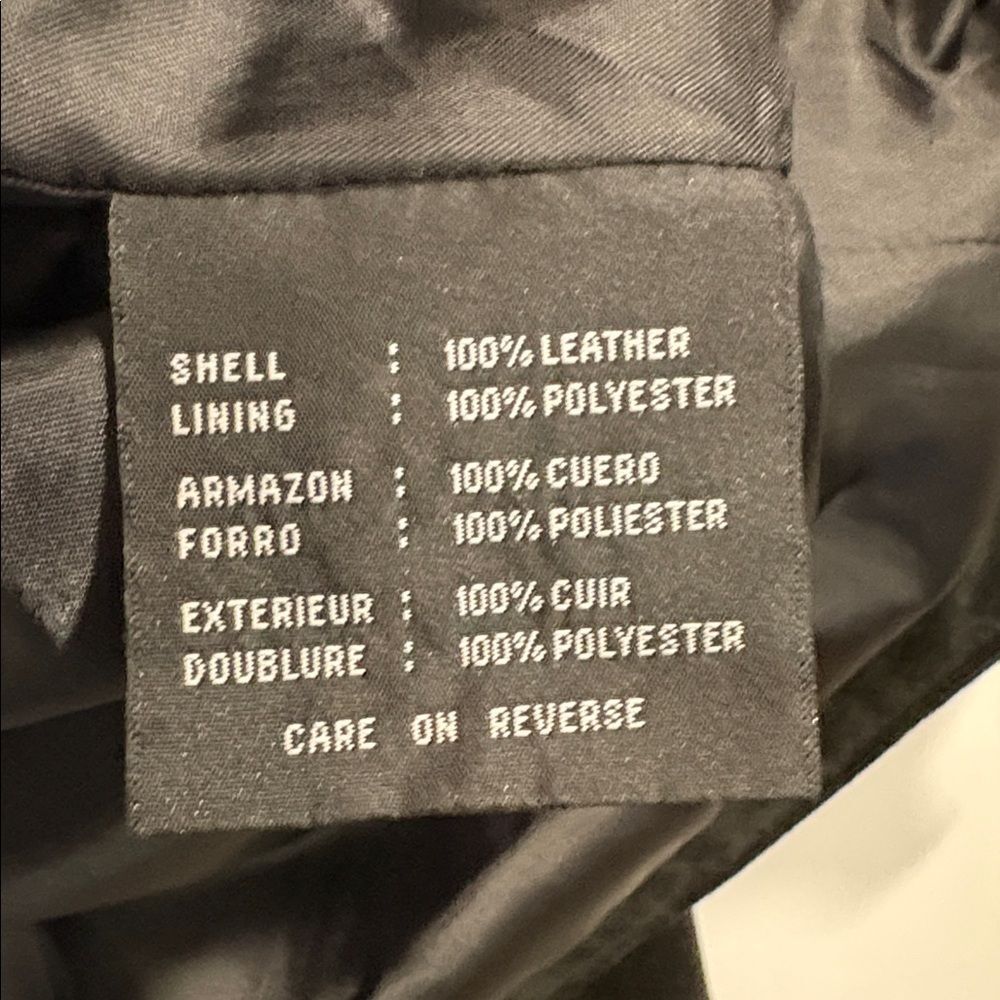 SHELL : 100% LEATHER
LINING : 100% POLYESTER
ARMAZON : 100% CUERO
FORRO : 100% POLIESTER
EXTERIEUR : 100% CUIR
DOUBLURE : 100% POLYESTER
CARE ON REVERSE